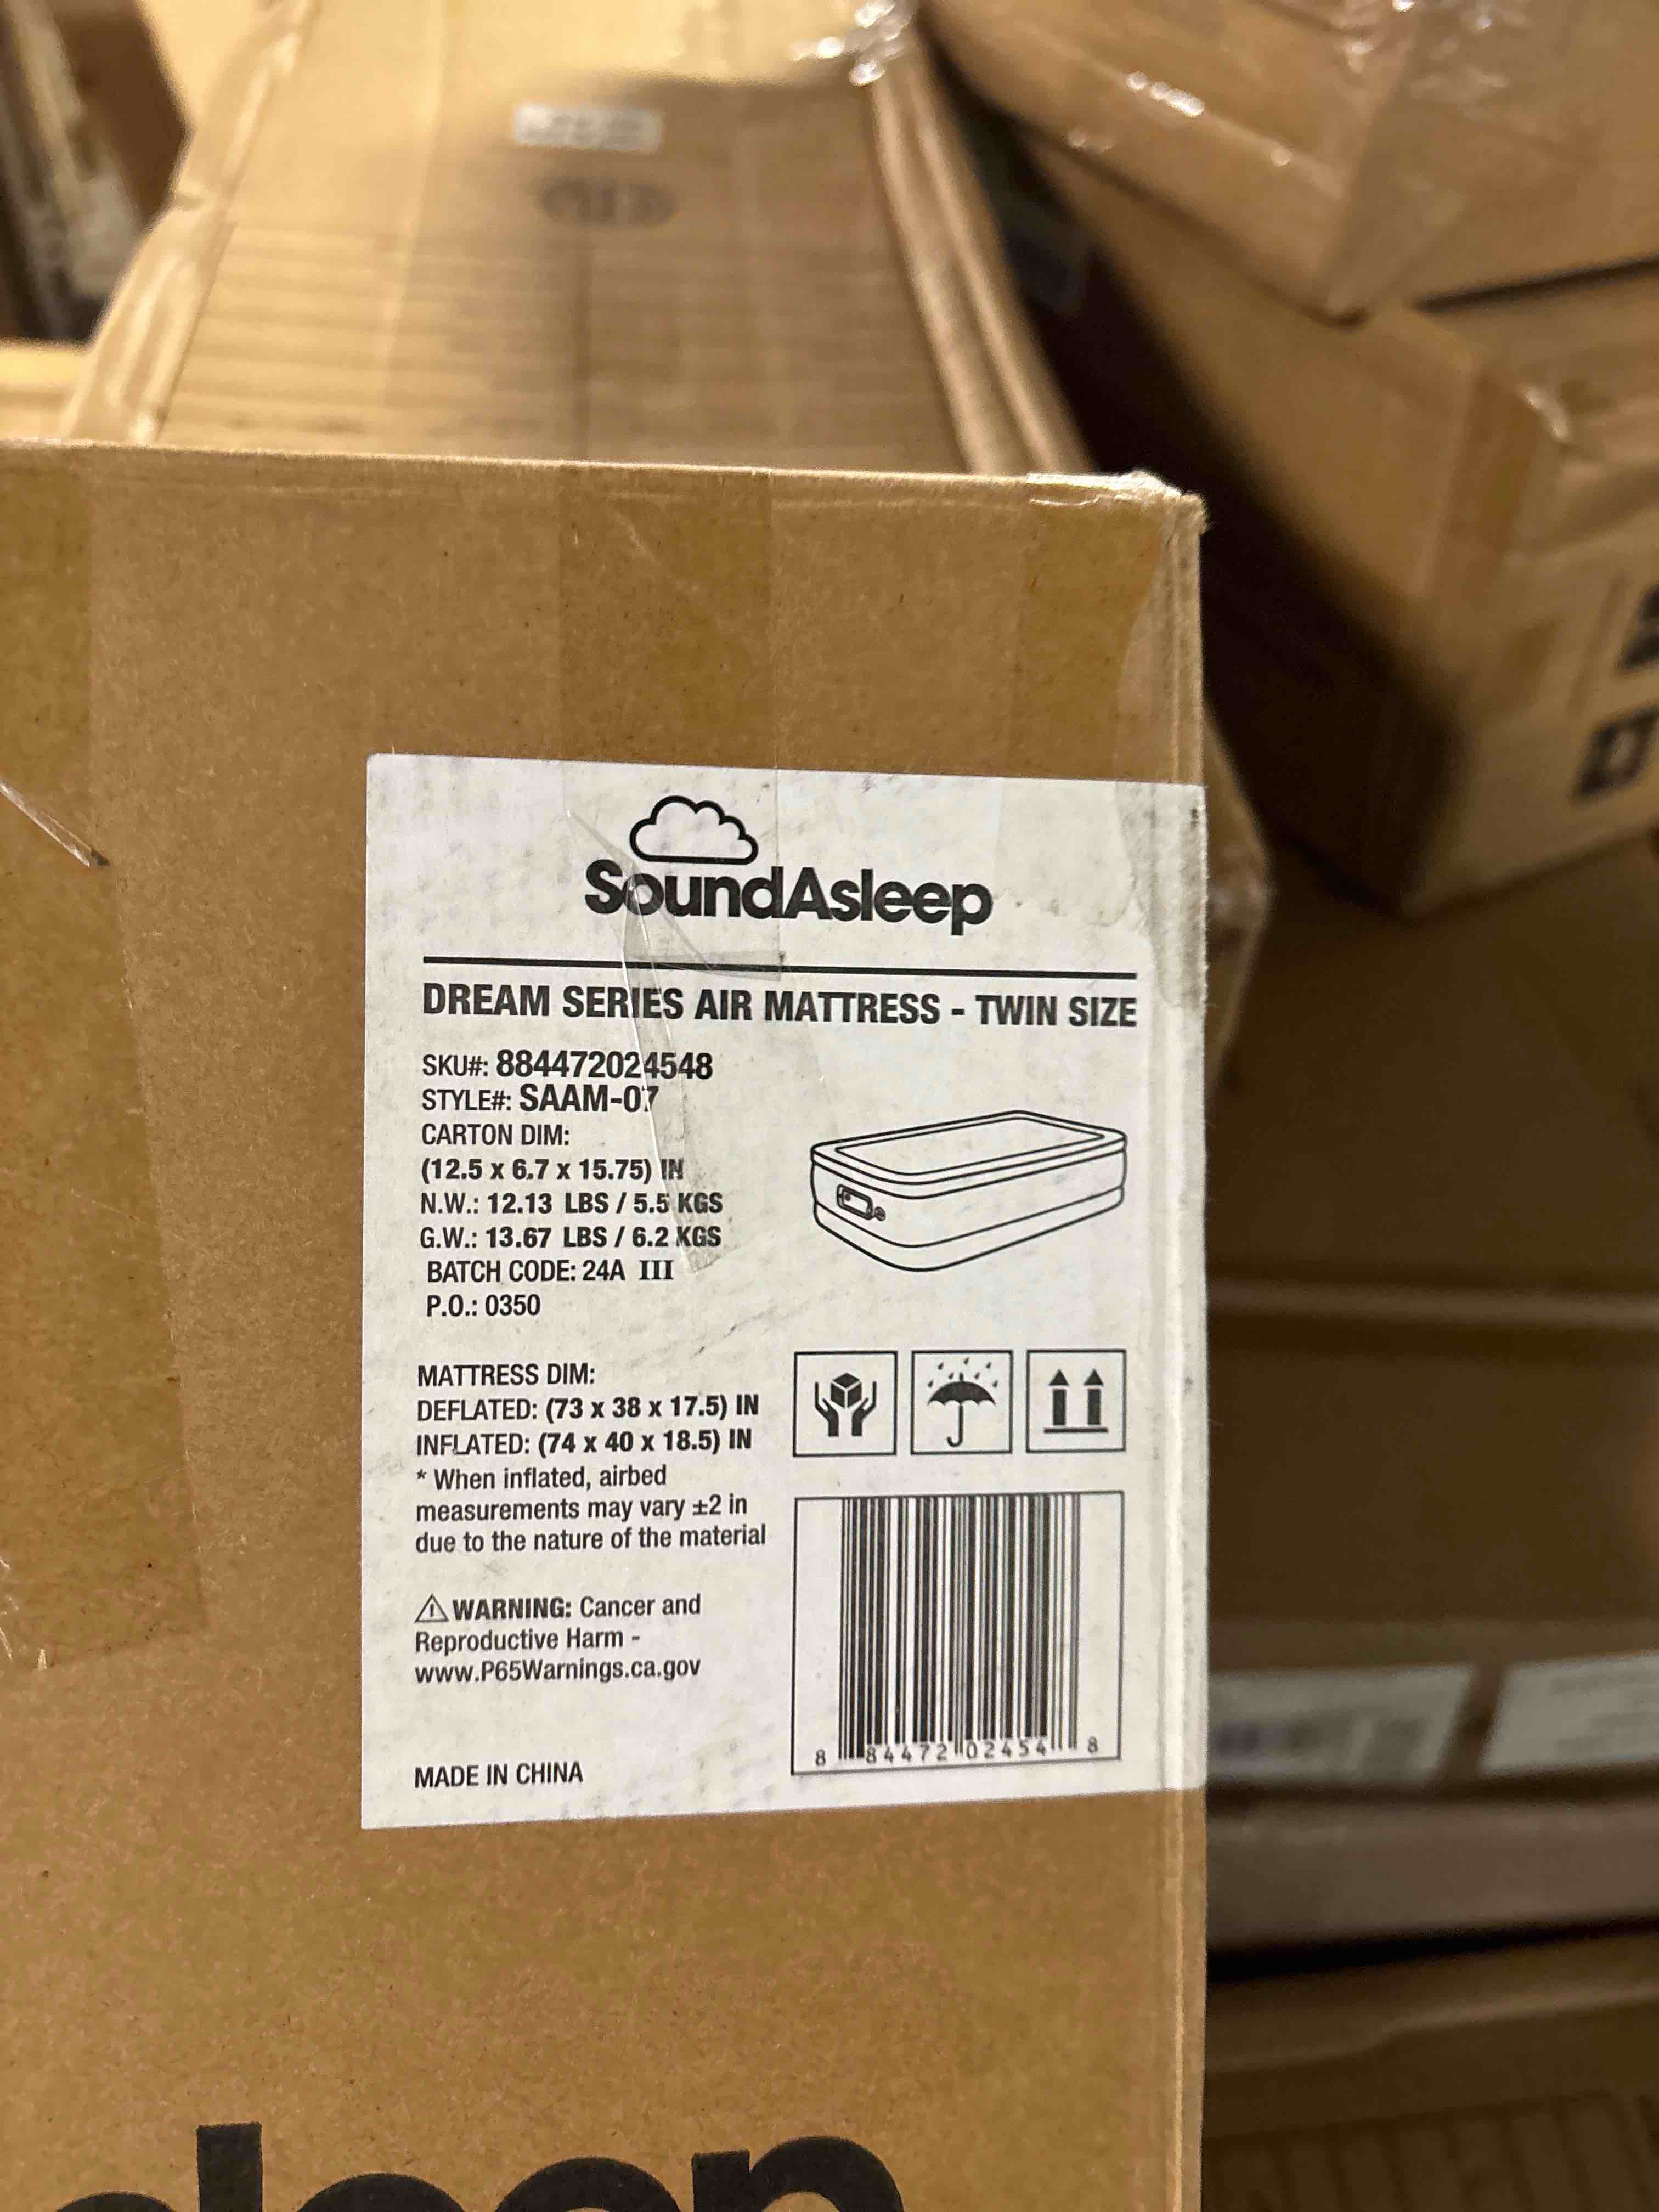 SoundAsleep
DREAM SERIES AIR MATTRESS - TWIN SIZE
SKU#: 884472024548
STYLE#: SAAM-07
CARTON DIM:
(12.5 x 6.7 x 15.75) IN
N.W.: 12.13 LBS / 5.5 KGS
G.W.: 13.67 LBS / 6.2 KGS
BATCH CODE: 24A III
P.O.: 0350
MATTRESS DIM:
DEFLATED: (73 x 38 x 17.5) IN
INFLATED: (74 x 40 x 18.5) IN
* When inflated, airbed
measurements may vary ±2 in
due to the nature of the material
WARNING: Cancer and
Reproductive Harm -
www.P65Warnings.ca.gov
MADE IN CHINA
8 84472 02454 8
sleep